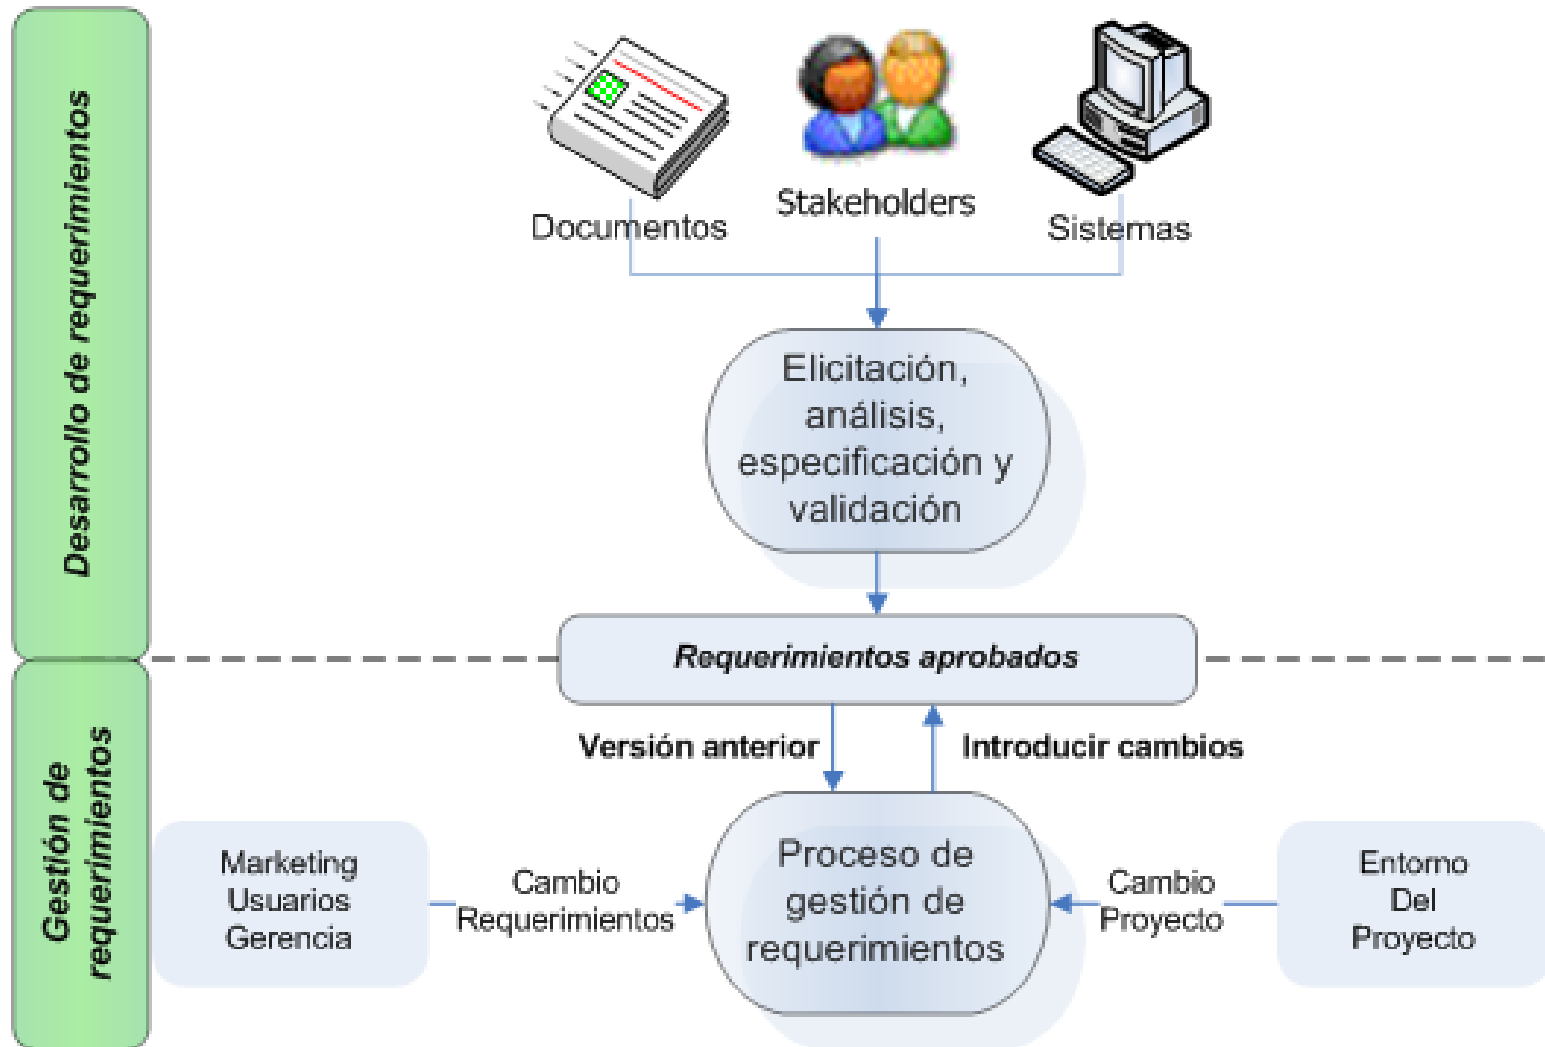 Desarrollo de requerimientos
Documentos
Stakeholders
Sistemas
Elicitación,
análisis,
especificación y
validación
Requerimientos aprobados
Versión anterior
Introducir cambios
Gestión de
requerimientos
Marketing
Usuarios
Gerencia
Cambio
Requerimientos
Proceso de
gestión de
requerimientos
Cambio
Proyecto
Entorno
Del
Proyecto